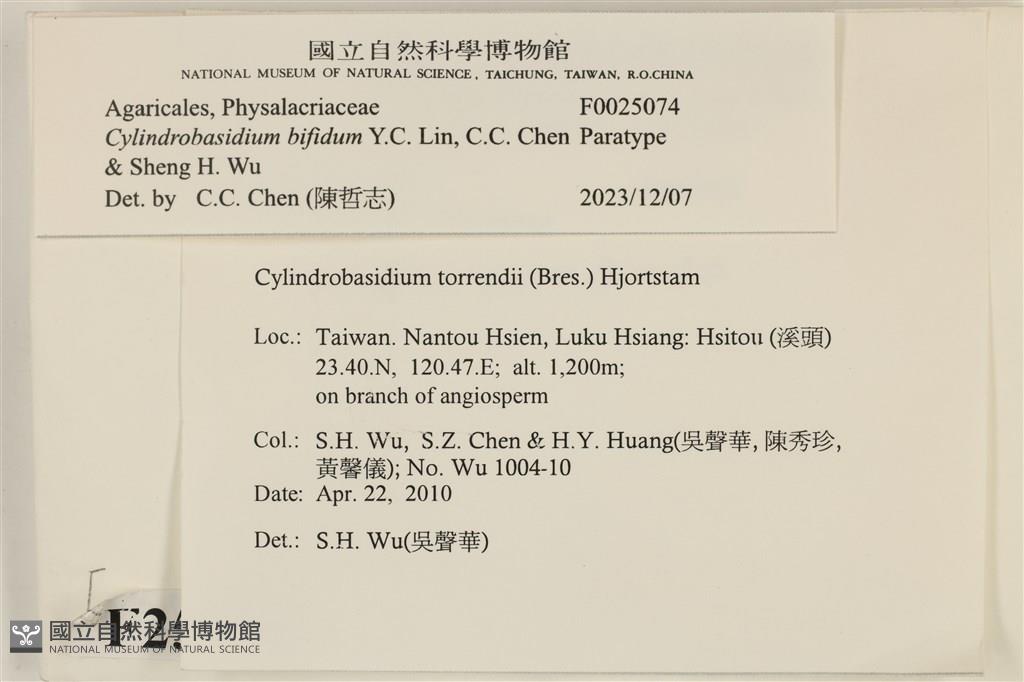 國立自然科學博物館
NATIONAL MUSEUM OF NATURAL SCIENCE, TAICHUNG, TAIWAN, R.O.CHINA
Agaricales, Physalacriaceae F0025074
Cylindrobasidium bifidum Y.C. Lin, C.C. Chen Paratype
& Sheng H. Wu
Det. by C.C. Chen (陳哲志) 2023/12/07
Cylindrobasidium torrendii (Bres.) Hjortstam
Loc.: Taiwan. Nantou Hsien, Luku Hsiang: Hsitou (溪頭)
23.40.N, 120.47.E; alt. 1,200m;
on branch of angiosperm
Col.: S.H. Wu, S.Z. Chen & H.Y. Huang(吳聲華, 陳秀珍,
黃馨儀); No. Wu 1004-10
Date: Apr. 22, 2010
Det.: S.H. Wu(吳聲華)
國立自然科學博物館
NATIONAL MUSEUM OF NATURAL SCIENCE